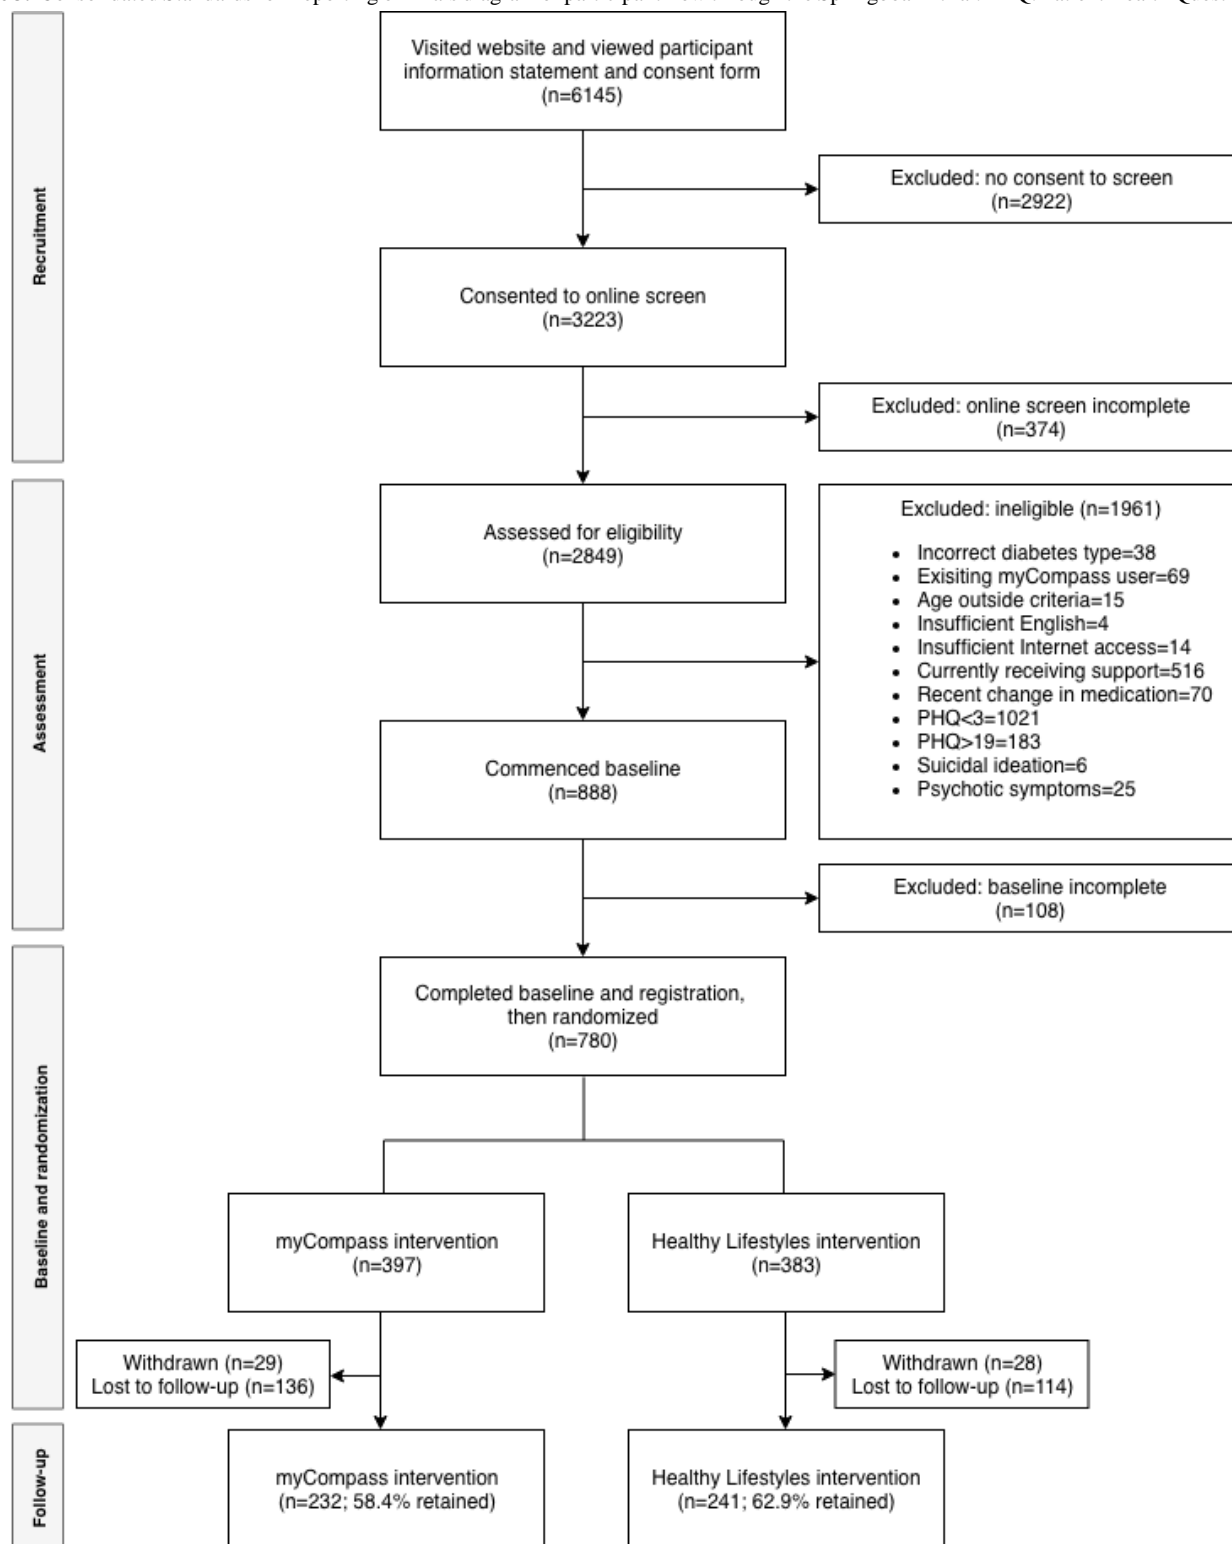 Visited website and viewed participant
information statement and consent form
(n=6145)
Recruitment
Excluded: no consent to screen
(n=2922)
Consented to online screen
(n=3223)
Excluded: online screen incomplete
(n=374)
Assessment
Assessed for eligibility
(n=2849)
Excluded: ineligible (n=1961)
• Incorrect diabetes type=38
• Exisiting myCompass user=69
• Age outside criteria=15
• Insufficient English=4
• Insufficient Internet access=14
• Currently receiving support=516
• Recent change in medication=70
• PHQ<3=1021
• PHQ>19=183
• Suicidal ideation=6
• Psychotic symptoms=25
Commenced baseline
(n=888)
Excluded: baseline incomplete
(n=108)
Baseline and randomization
Completed baseline and registration,
then randomized
(n=780)
myCompass intervention
(n=397)
Healthy Lifestyles intervention
(n=383)
Withdrawn (n=29)
Lost to follow-up (n=136)
Withdrawn (n=28)
Lost to follow-up (n=114)
Follow-up
myCompass intervention
(n=232; 58.4% retained)
Healthy Lifestyles intervention
(n=241; 62.9% retained)